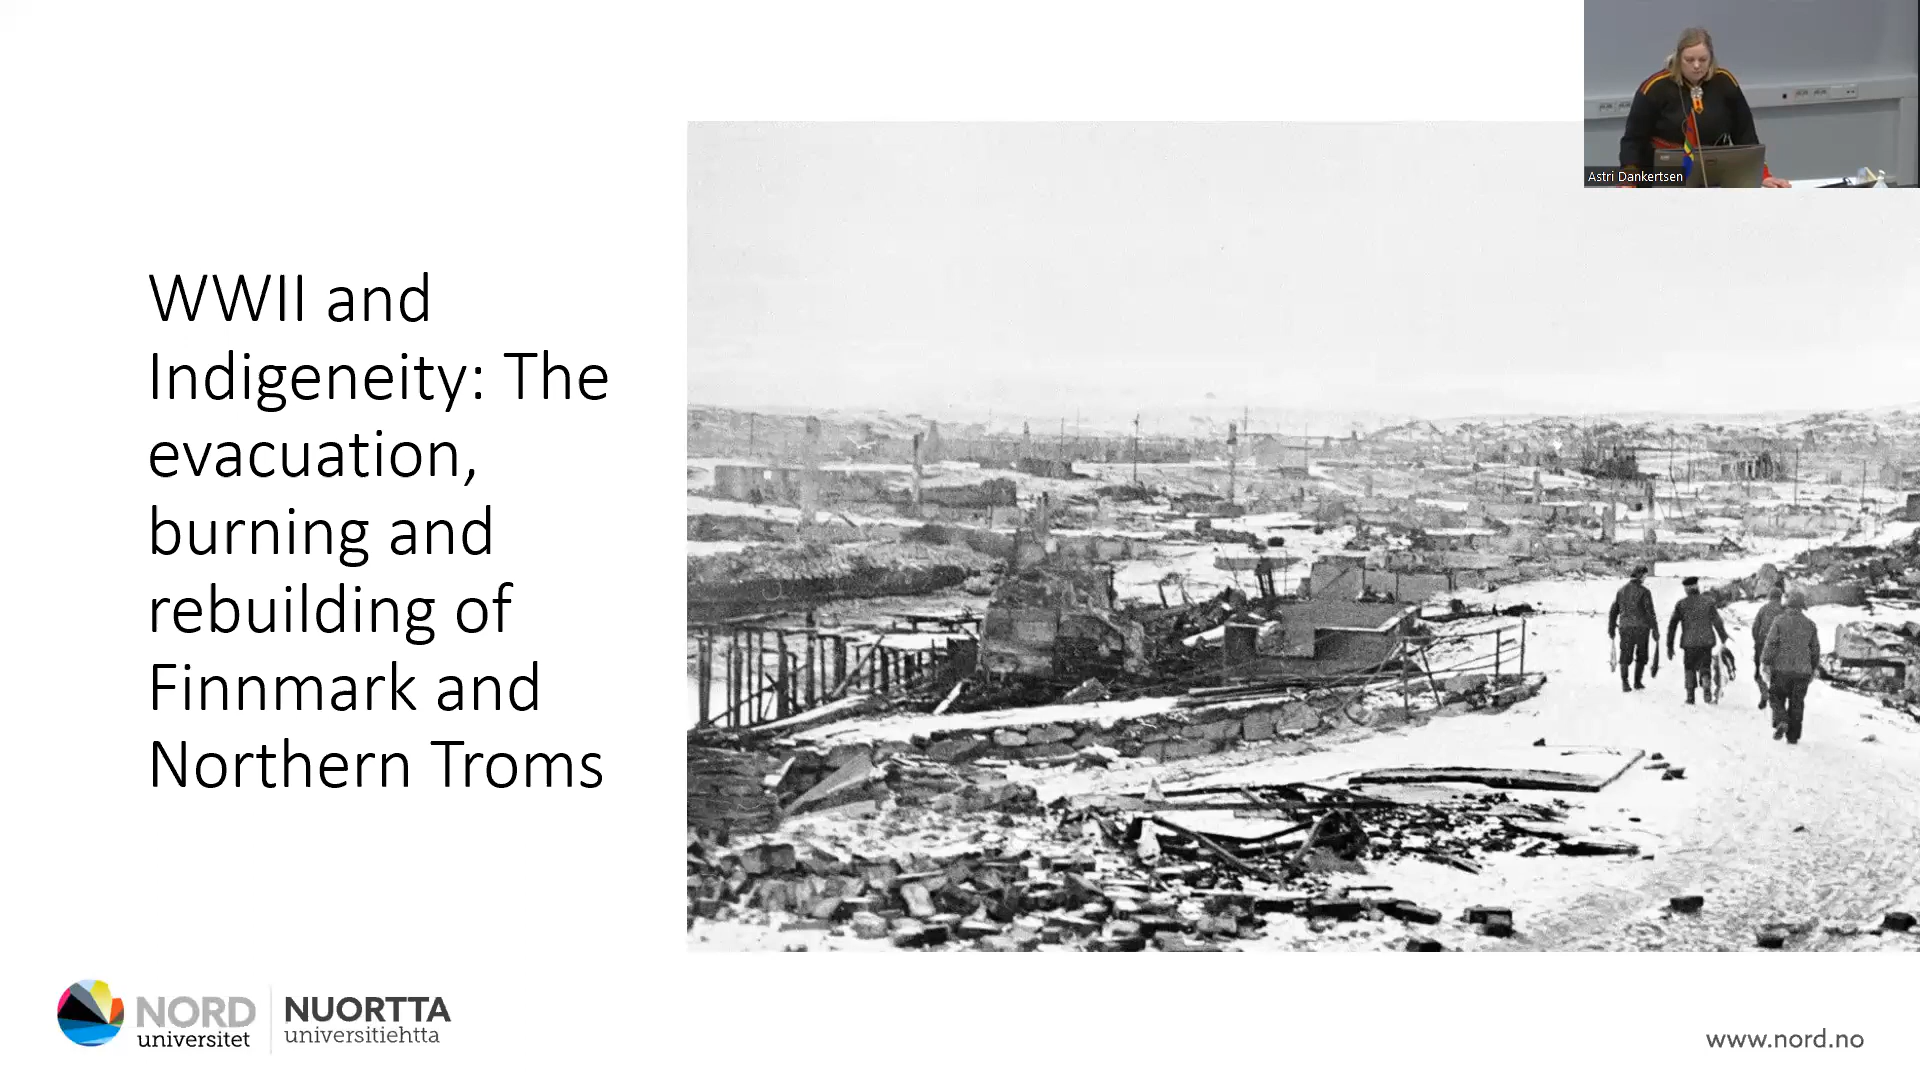 Astri Dankertsen
WWII and
Indigeneity: The
evacuation,
burning and
rebuilding of
Finnmark and
Northern Troms
NORD
universitet
NUORTTA
universitiehtta
www.nord.no